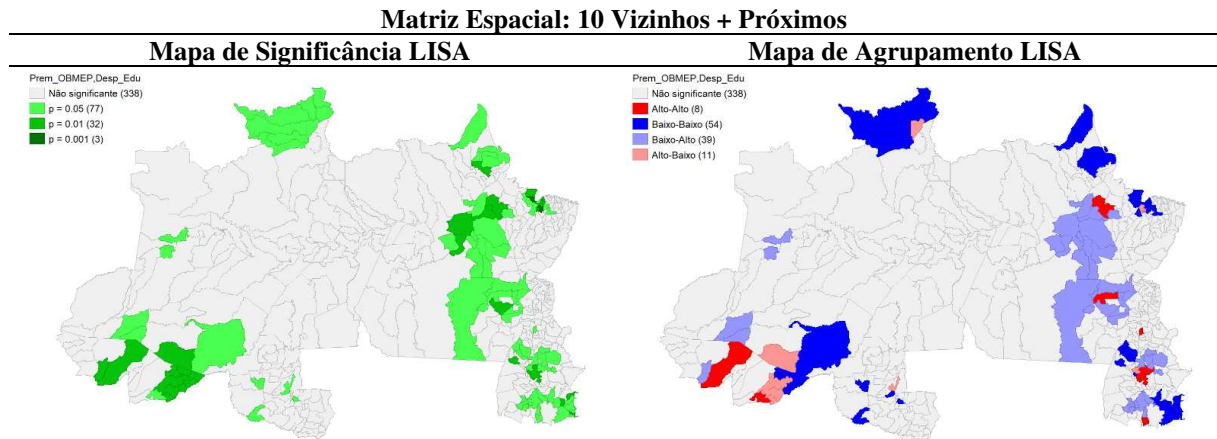 Matriz Espacial: 10 Vizinhos + Próximos
Mapa de Significância LISA
Mapa de Agrupamento LISA
Prem_OBMEP,Desp_Edu
Não significante (338)
p = 0.05 (77)
p = 0.01 (32)
p = 0.001 (3)
Prem_OBMEP,Desp_Edu
Não significante (338)
Alto-Alto (8)
Baixo-Baixo (54)
Baixo-Alto (39)
Alto-Baixo (11)